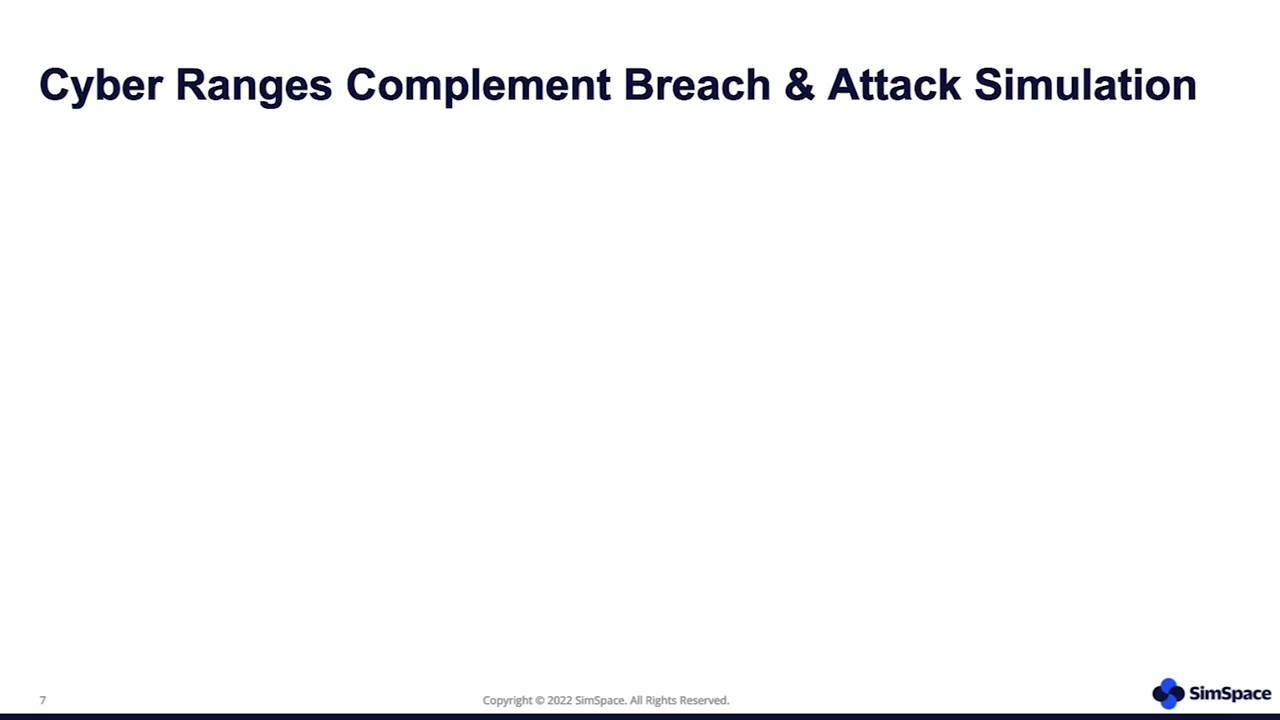 Cyber Ranges Complement Breach & Attack Simulation
7
Copyright © 2022 SimSpace. All Rights Reserved.
SimSpace